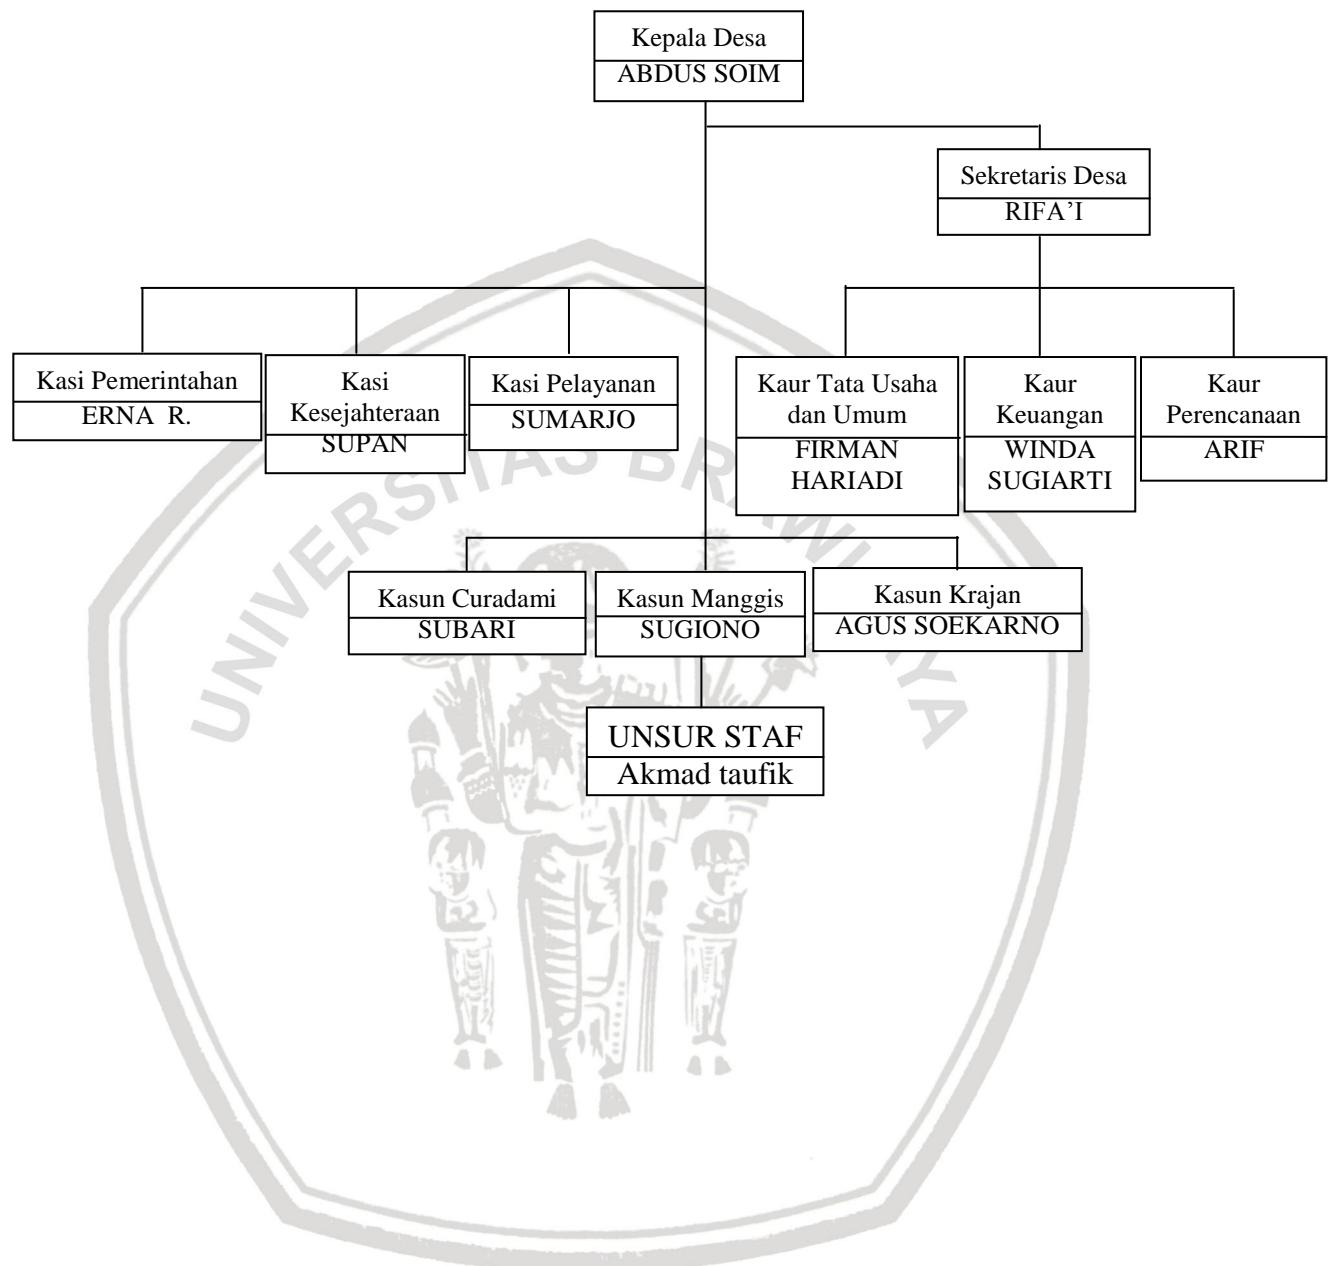 Kepala Desa
ABDUS SOIM
Sekretaris Desa
RIFA’I
Kasi Pemerintahan
ERNA R.
Kasi
Kesejahteraan
SUPAN
Kasi Pelayanan
SUMARJO
Kaur Tata Usaha
dan Umum
FIRMAN
HARIADI
Kaur
Keuangan
WINDA
SUGIARTI
Kaur
Perencanaan
ARIF
UNIVERSITAS BRAWIJAYA
Kasun Curadami
SUBARI
Kasun Manggis
SUGIONO
Kasun Krajan
AGUS SOEKARNO
UNSUR STAF
Akmad taufik